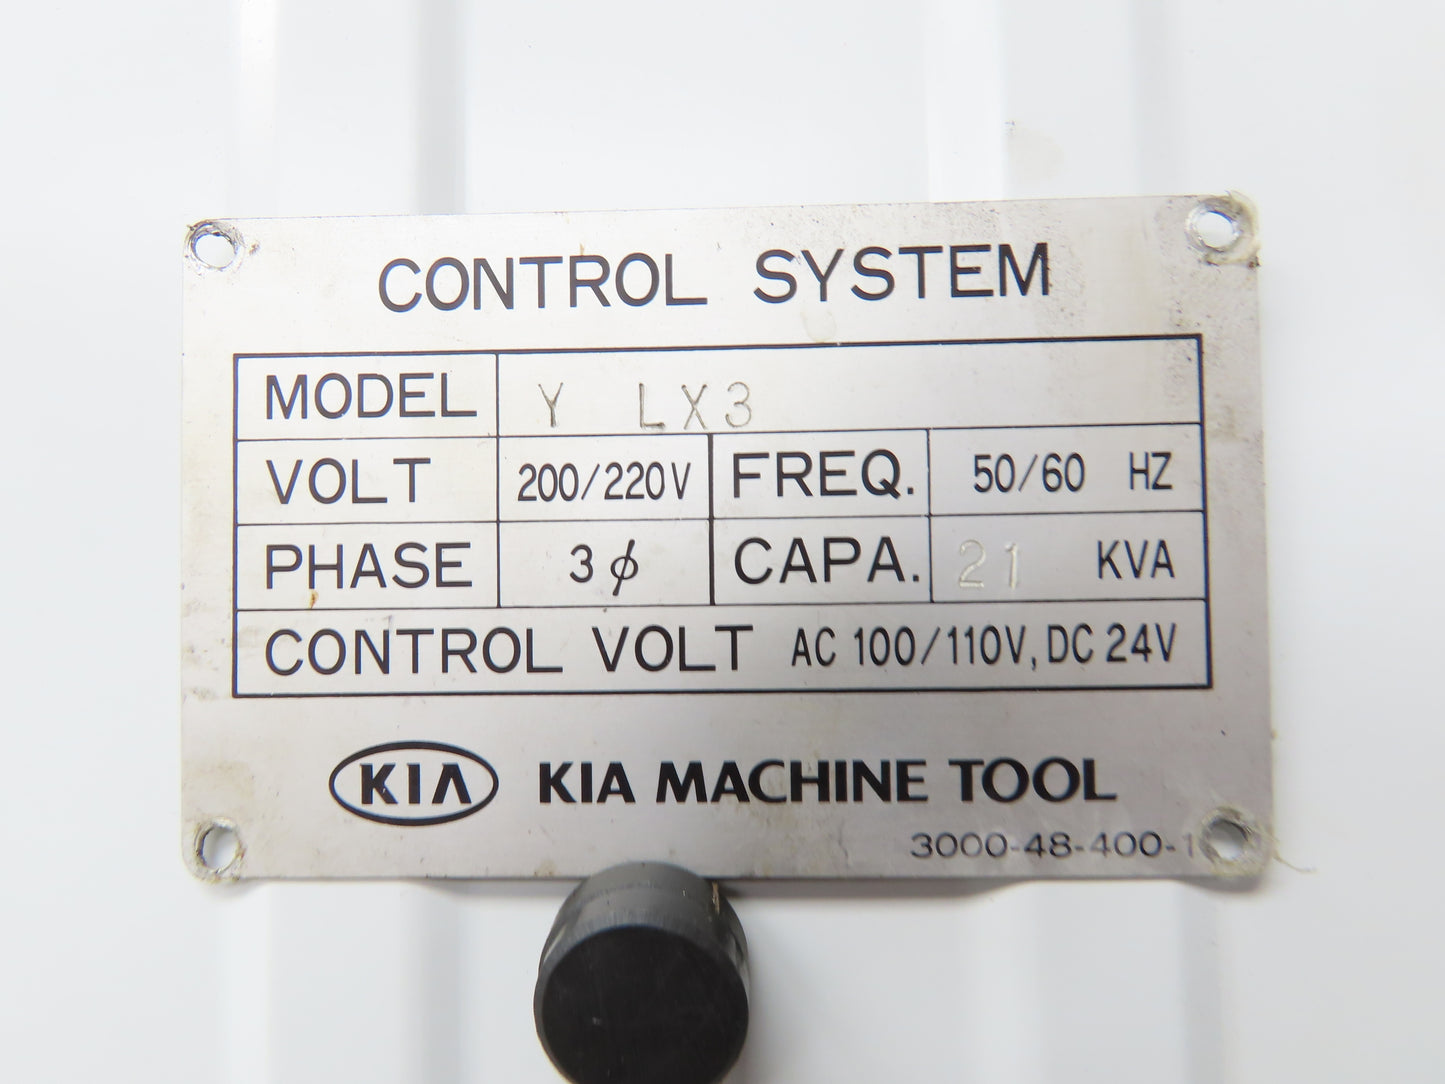 CONTROL SYSTEM
MODEL Y LX3
VOLT 200/220V FREQ. 50/60 HZ
PHASE 3ϕ CAPA. 21 KVA
CONTROL VOLT AC 100/110V, DC 24V
KIA KIA MACHINE TOOL
3000-48-400-1